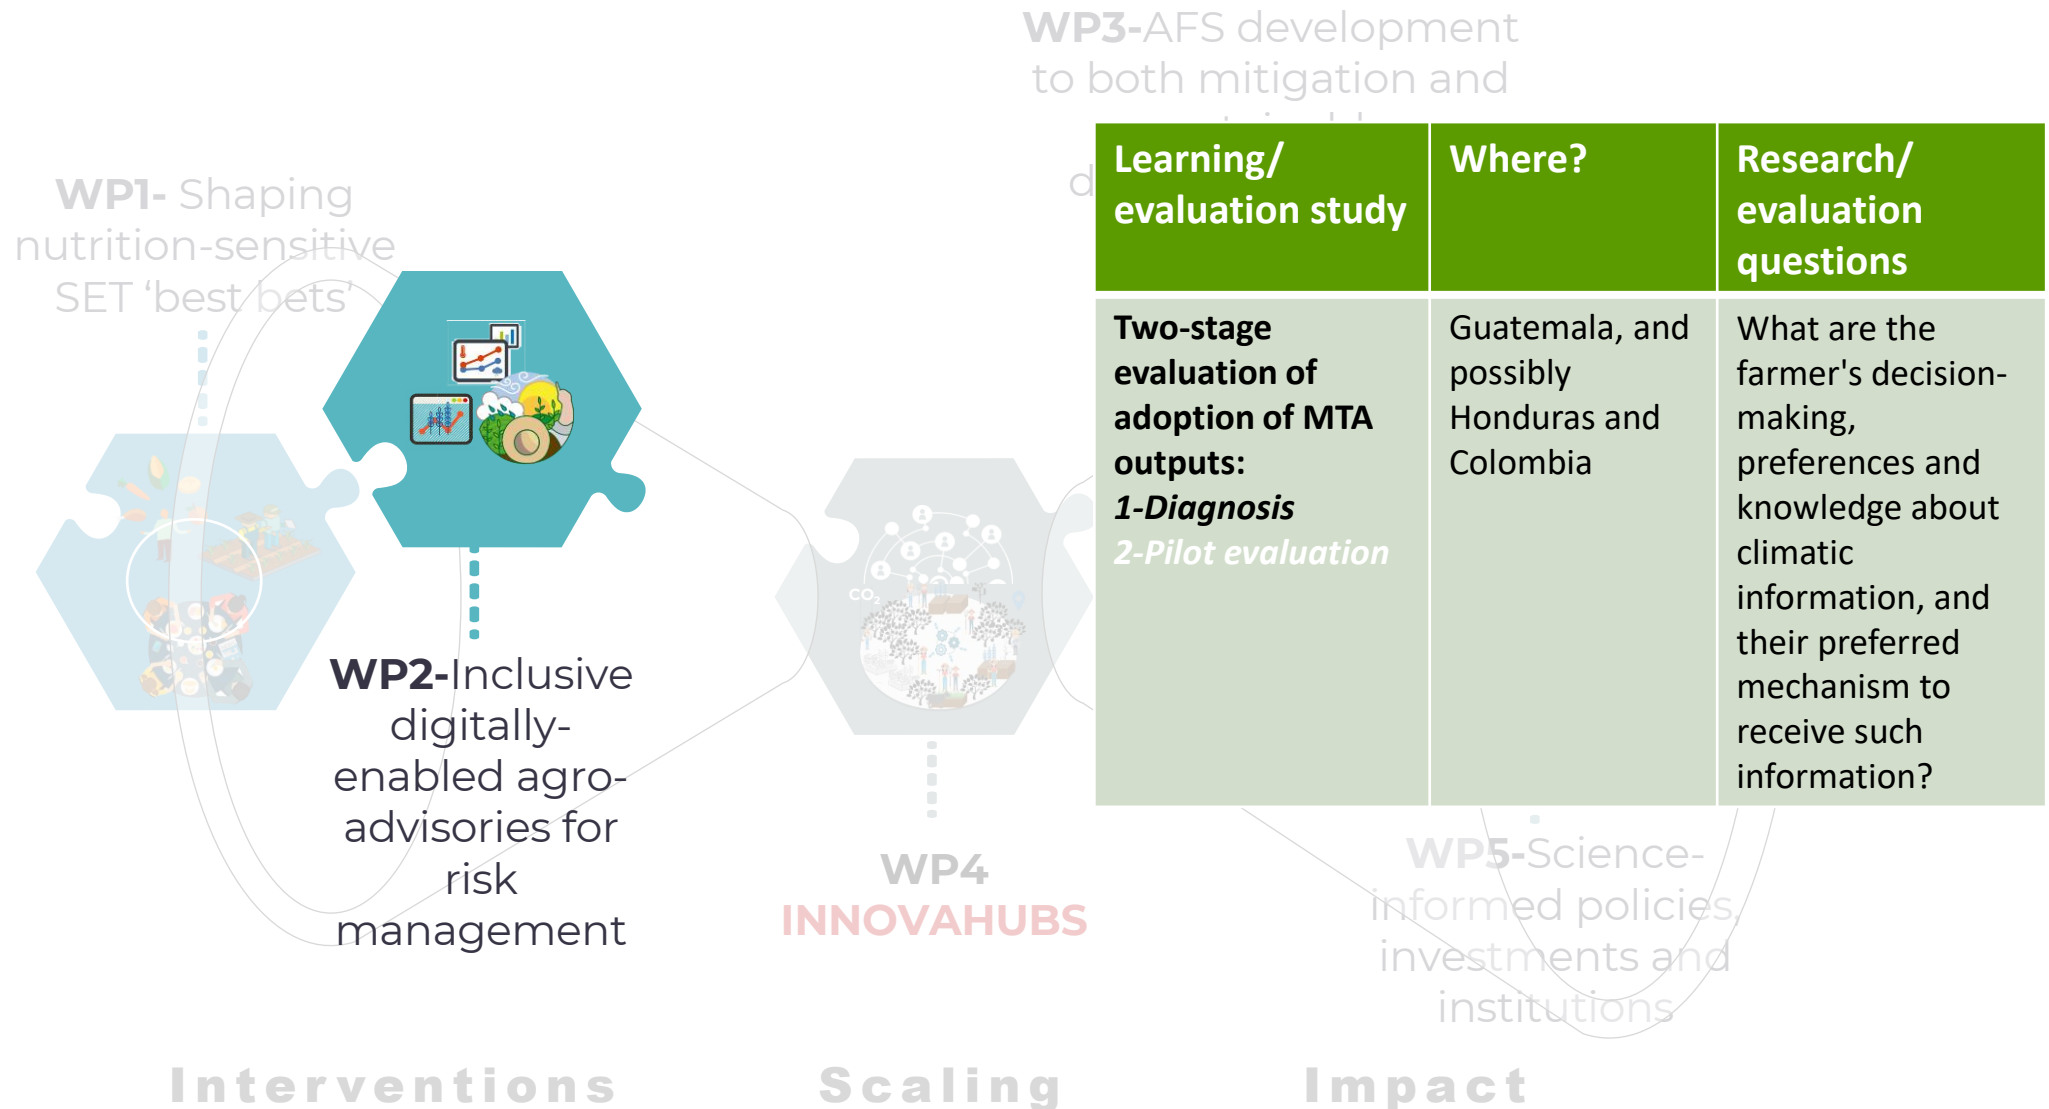 WP3-AFS development
to both mitigation and
WP1- Shaping
nutrition-sensitive
SET ‘best bets’
WP2-Inclusive
digitally-
enabled agro-
advisories for
risk
management
CO2
WP4
INNOVAHUBS
Learning/
evaluation study
Where?
Research/
evaluation
questions
Two-stage
evaluation of
adoption of MTA
outputs:
1-Diagnosis
2-Pilot evaluation
Guatemala, and
possibly
Honduras and
Colombia
What are the
farmer's decision-
making,
preferences and
knowledge about
climatic
information, and
their preferred
mechanism to
receive such
information?
WP5-Science-
informed policies,
investments and
institutions
Interventions
Scaling
Impact